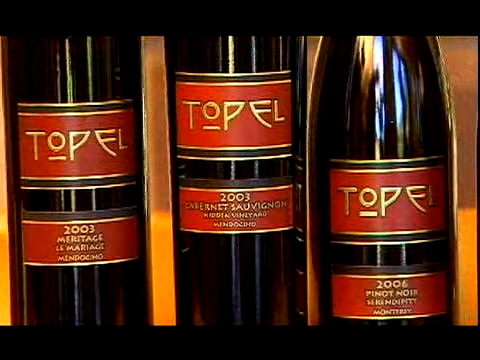 TOPEL
2003
MERITAGE
LE MARIAGE
MENDOCINO
TOPEL
2003
CABERNET SAUVIGNON
HIDDEN VINEYARD
MENDOCINO
TOPEL
2006
PINOT NOIR
SERENDIPITY
MONTEREY